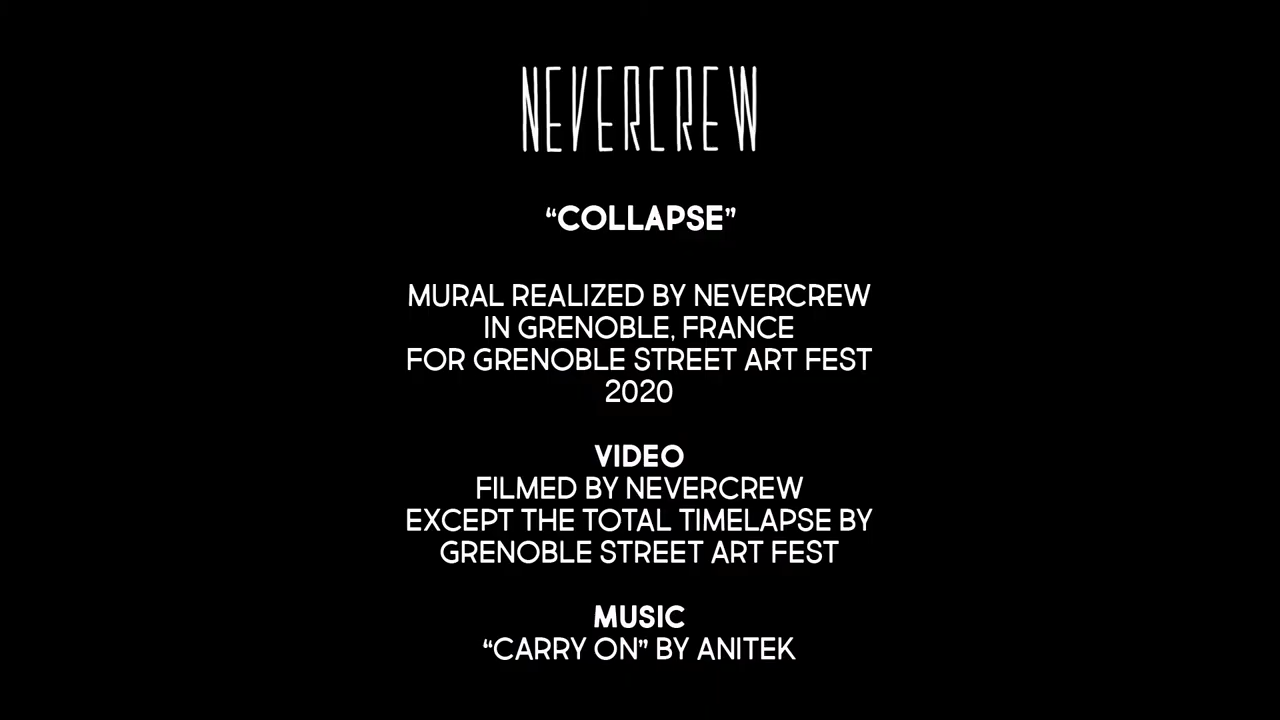 NEVERCREW
“COLLAPSE”
MURAL REALIZED BY NEVERCREW
IN GRENOBLE, FRANCE
FOR GRENOBLE STREET ART FEST
2020
VIDEO
FILMED BY NEVERCREW
EXCEPT THE TOTAL TIMELAPSE BY
GRENOBLE STREET ART FEST
MUSIC
“CARRY ON” BY ANITEK